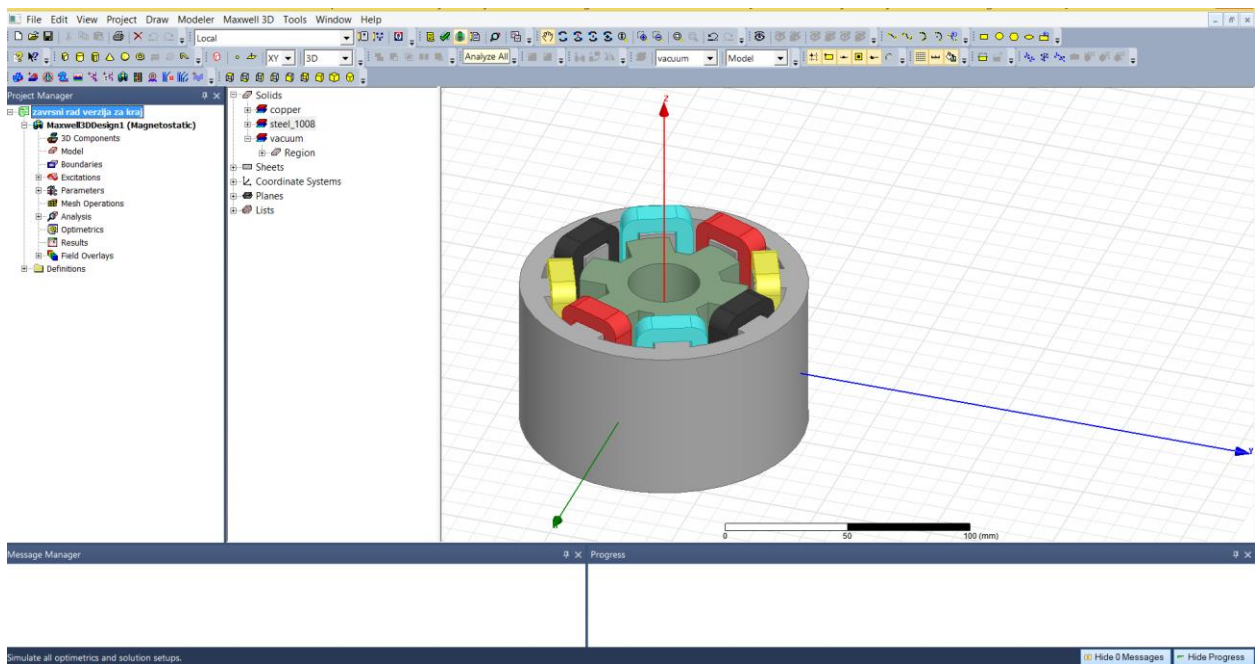 File Edit View Project Draw Modeler Maxwell 3D Tools Window Help
Local
XY 3D Analyze All vacuum Model
Project Manager
zavrsni rad verzija za kraj
Maxwell3DDesign1 (Magnetostatic)
3D Components
Model
Boundaries
Excitations
Parameters
Mesh Operations
Analysis
Optimetrics
Results
Field Overlays
Definitions
Solids
copper
steel_1008
vacuum
Region
Sheets
Coordinate Systems
Planes
Lists
Z
Y
0 50 100 (mm)
Message Manager
Progress
Simulate all optimetrics and solution setups.
Hide 0 Messages Hide Progress